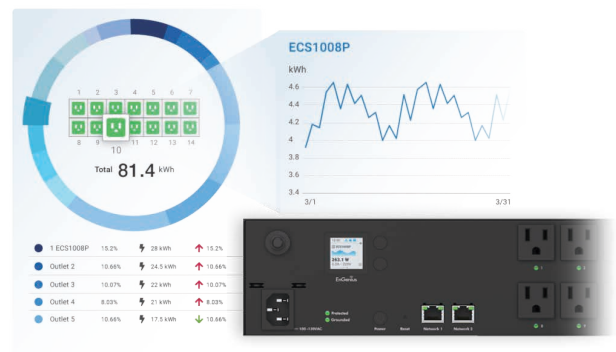 ECS1008P
kWh
4.6
4.4
4.2
4
3.8
3.6
3.4
3/1 3/31
1 2 3 4 5 6 7
8 9 10 11 12 13 14
Total 81.4 kWh
1 ECS1008P 15.2% 28 kWh 15.2%
Outlet 2 10.66% 24.5 kWh 10.66%
Outlet 3 10.07% 22 kWh 10.07%
Outlet 4 8.03% 21 kWh 8.03%
Outlet 5 10.66% 17.5 kWh 10.66%
263.1 W
EnGenius
Protected
Grounded
Power Reset Network 1 Network 2